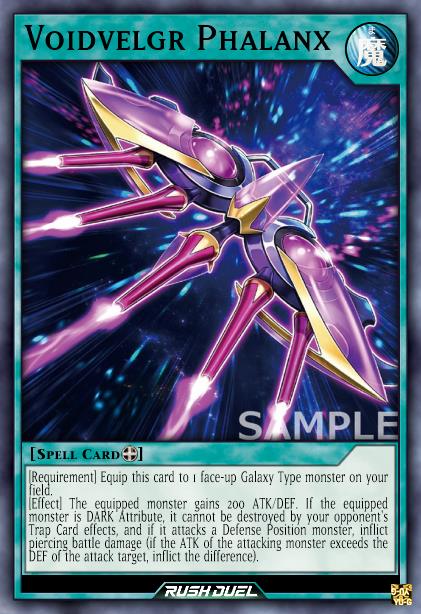 Voidvelgr Phalanx
ま
魔
SAMPLE
[Spell Card]
[Requirement] Equip this card to 1 face-up Galaxy Type monster on your
field.
[Effect] The equipped monster gains 200 ATK/DEF. If the equipped
monster is DARK Attribute, it cannot be destroyed by your opponent's
Trap Card effects, and if it attacks a Defense Position monster, inflict
piercing battle damage (if the ATK of the attacking monster exceeds the
DEF of the attack target, inflict the difference).
RUSH DUEL